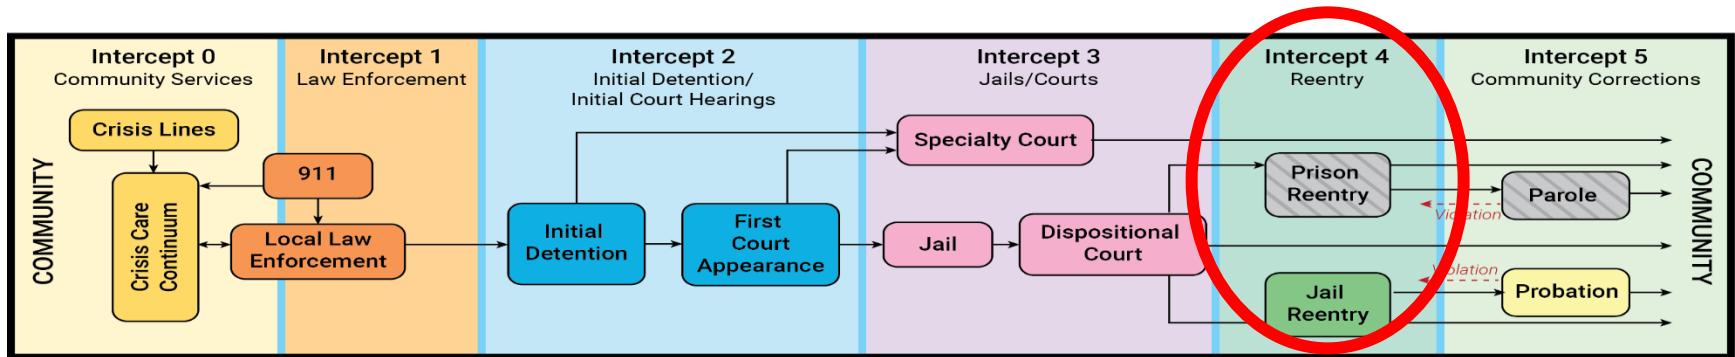 Intercept 0
Community Services
Intercept 1
Law Enforcement
Intercept 2
Initial Detention/
Initial Court Hearings
Intercept 3
Jails/Courts
Intercept 4
Reentry
Intercept 5
Community Corrections
COMMUNITY
Crisis Lines
Crisis Care
Continuum
911
Local Law
Enforcement
Initial
Detention
First
Court
Appearance
Specialty Court
Jail
Dispositional
Court
Prison
Reentry
Jail
Reentry
Violation
Parole
Violation
Probation
COMMUNITY